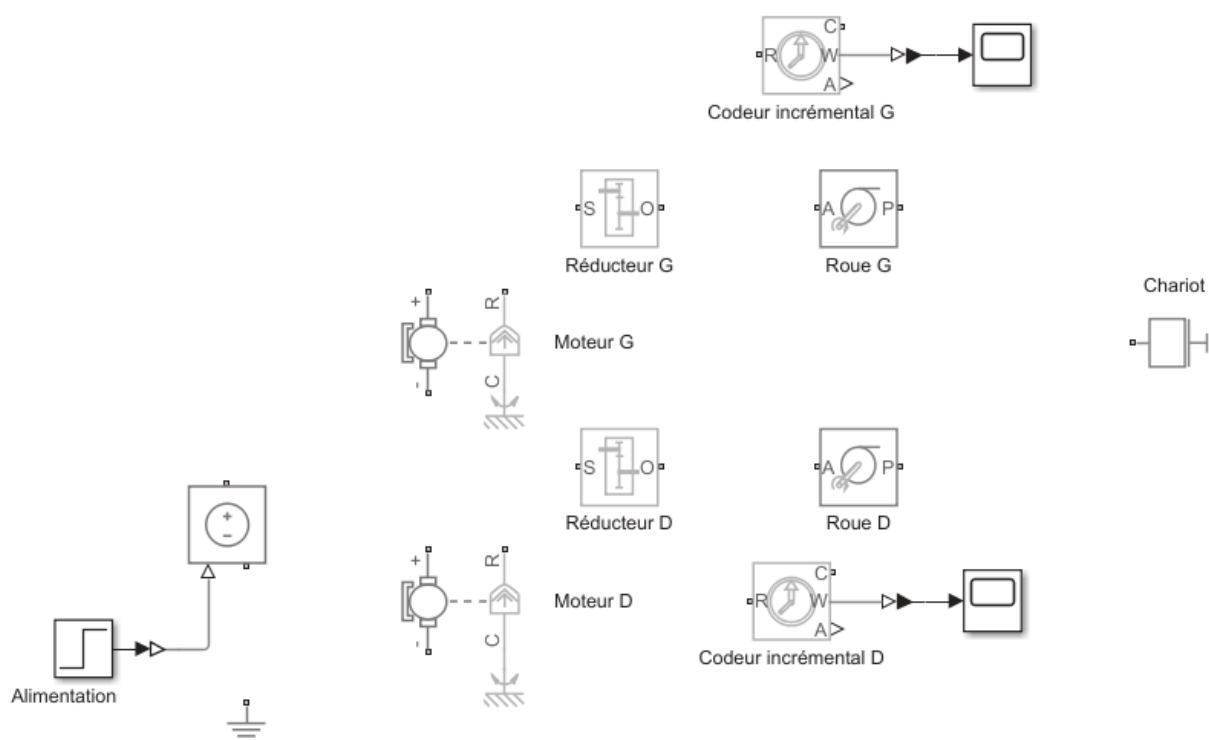 C
R W
A
Codeur incrémental G
S O
A P
Réducteur G
Roue G
Chariot
+ R
Moteur G
- C
S O
A P
Réducteur D
Roue D
+
−
+ R
Moteur D
- C
C
R W
A
Codeur incrémental D
Alimentation